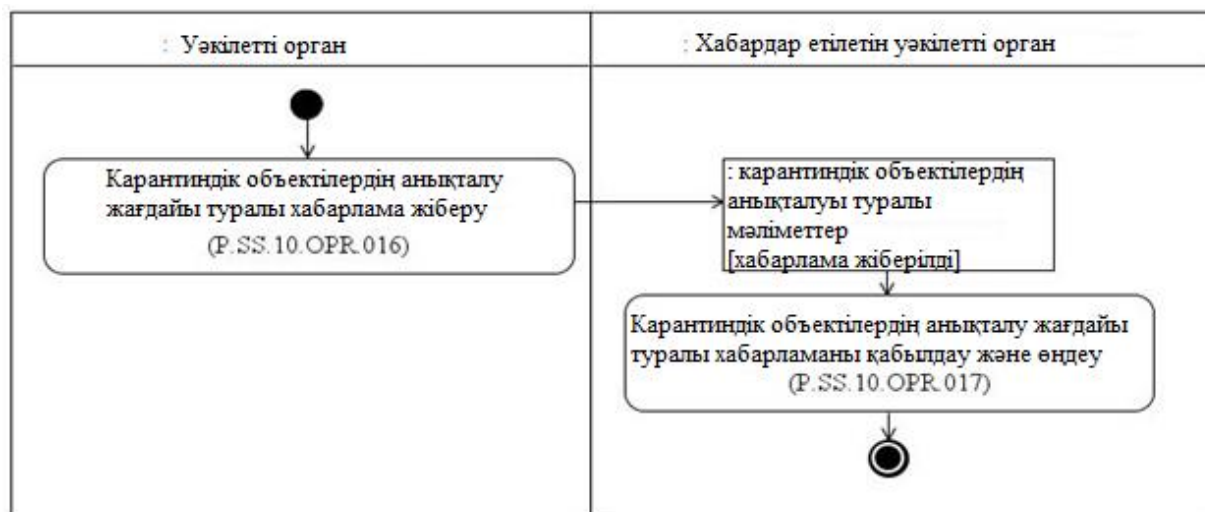 : Уәкілетті орган
: Хабардар етілетін уәкілетті орган
Карантиндік объектілердің анықталу
жағдайы туралы хабарлама жіберу
(P.SS.10.OPR.016)
: карантиндік объектілердің
анықталуы туралы
мәліметтер
[хабарлама жіберілді]
Карантиндік объектілердің анықталу жағдайы
туралы хабарламаны қабылдау және өңдеу
(P.SS.10.OPR.017)